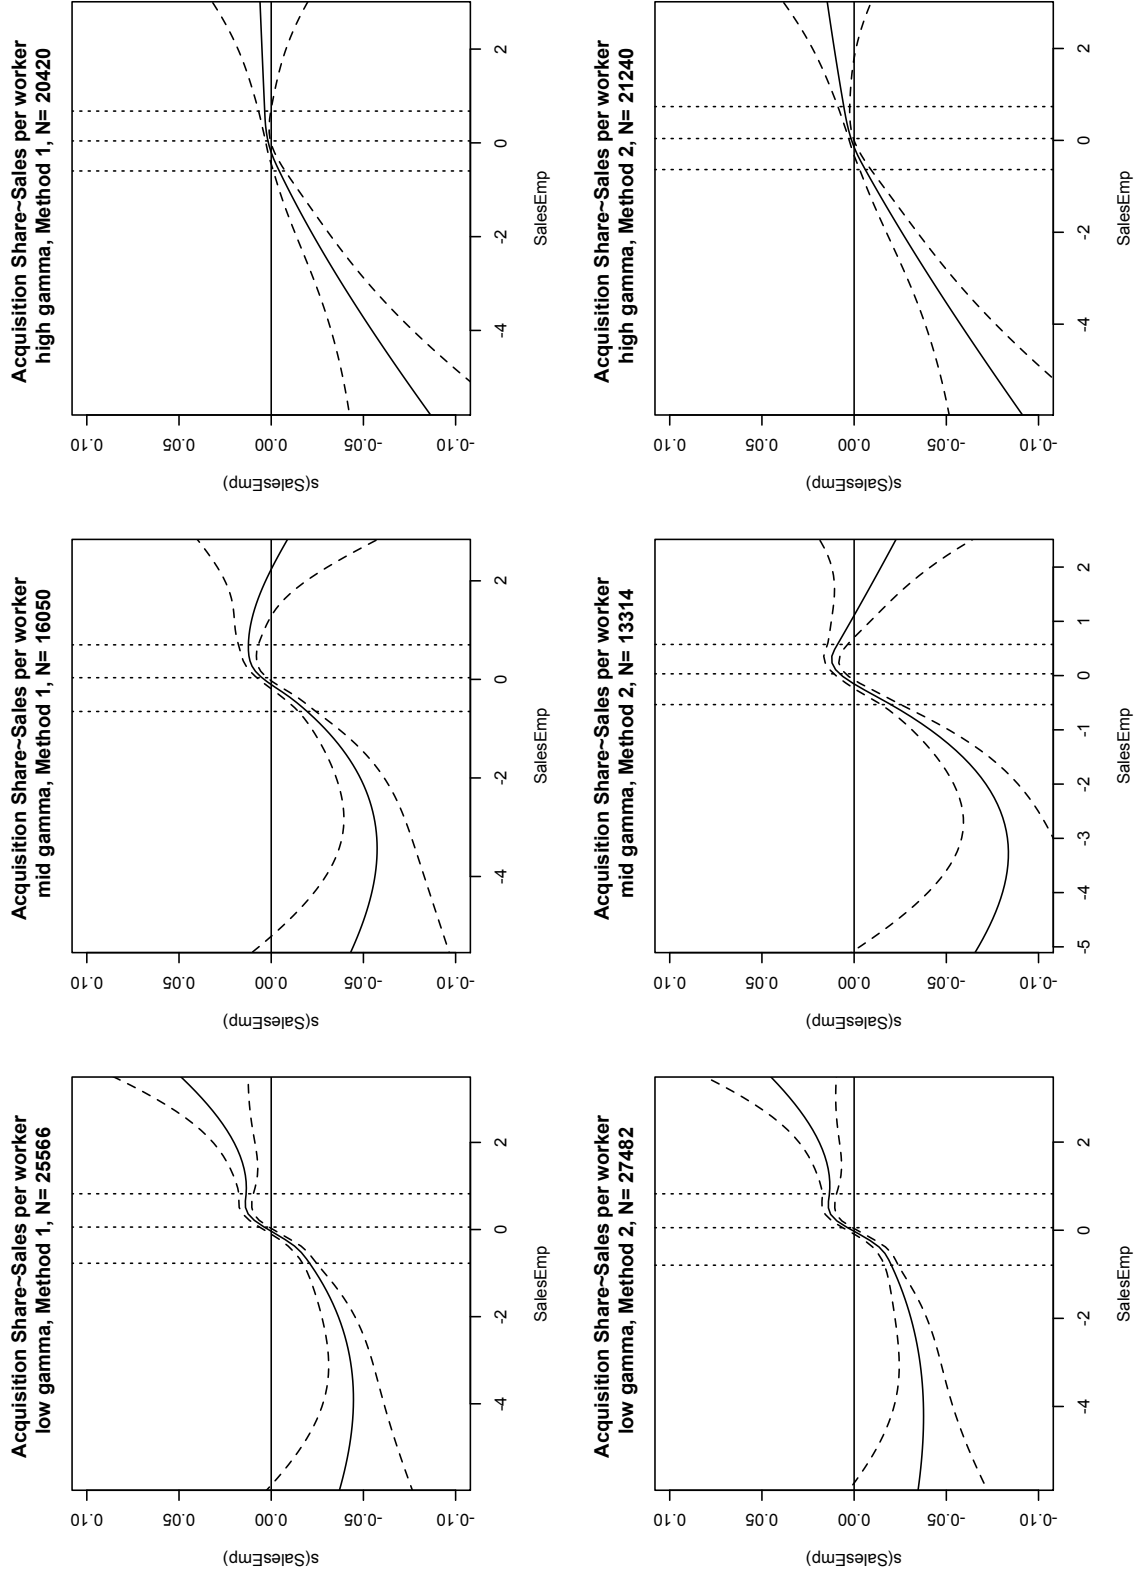 Acquisition Share~Sales per worker
low gamma, Method 1, N= 25566
s(SalesEmp)
0.10
0.05
0.00
-0.05
-0.10
-4 -2 0 2
SalesEmp
Acquisition Share~Sales per worker
mid gamma, Method 1, N= 16050
s(SalesEmp)
0.10
0.05
0.00
-0.05
-0.10
-4 -2 0 2
SalesEmp
Acquisition Share~Sales per worker
high gamma, Method 1, N= 20420
s(SalesEmp)
0.10
0.05
0.00
-0.05
-0.10
-4 -2 0 2
SalesEmp
Acquisition Share~Sales per worker
low gamma, Method 2, N= 27482
s(SalesEmp)
0.10
0.05
0.00
-0.05
-0.10
-4 -2 0 2
SalesEmp
Acquisition Share~Sales per worker
mid gamma, Method 2, N= 13314
s(SalesEmp)
0.10
0.05
0.00
-0.05
-0.10
-5 -4 -3 -2 -1 0 1 2
SalesEmp
Acquisition Share~Sales per worker
high gamma, Method 2, N= 21240
s(SalesEmp)
0.10
0.05
0.00
-0.05
-0.10
-4 -2 0 2
SalesEmp